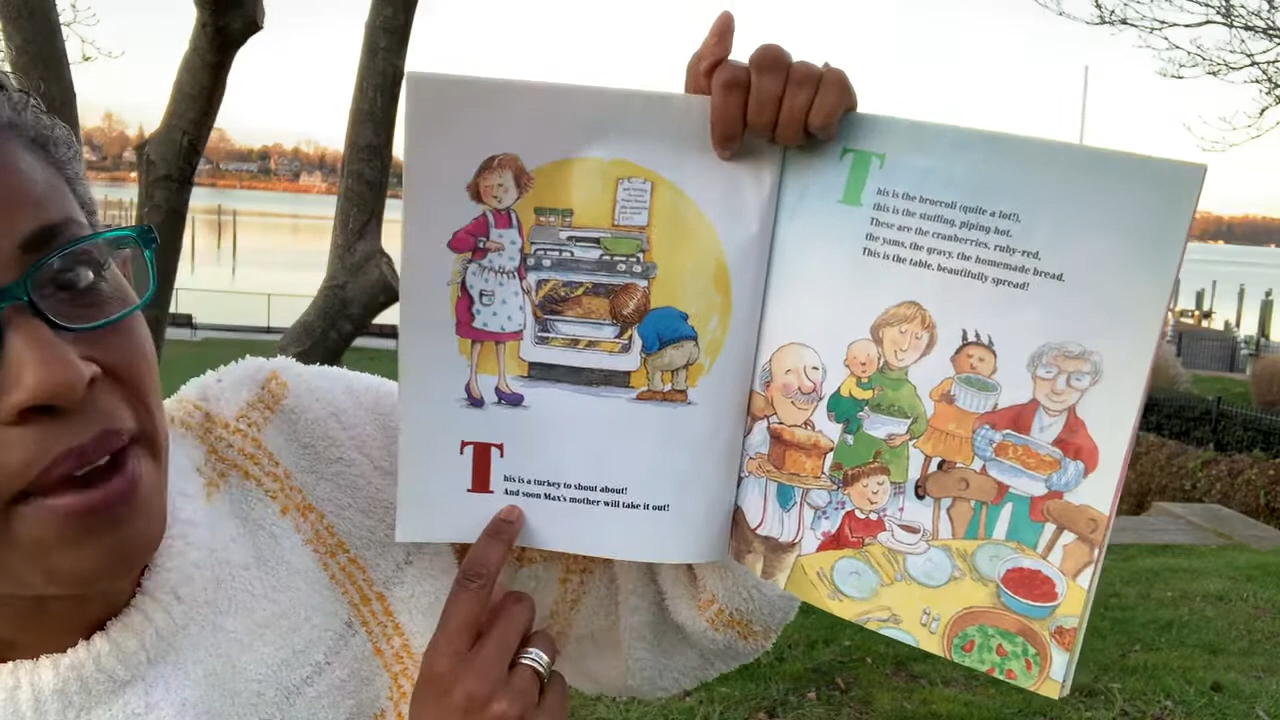 This is a turkey to shout about!
And soon Max's mother will take it out!
This is the broccoli (quite a lot!),
this is the stuffing, piping hot.
These are the cranberries, ruby-red,
the yams, the gravy, the homemade bread.
This is the table, beautifully spread!